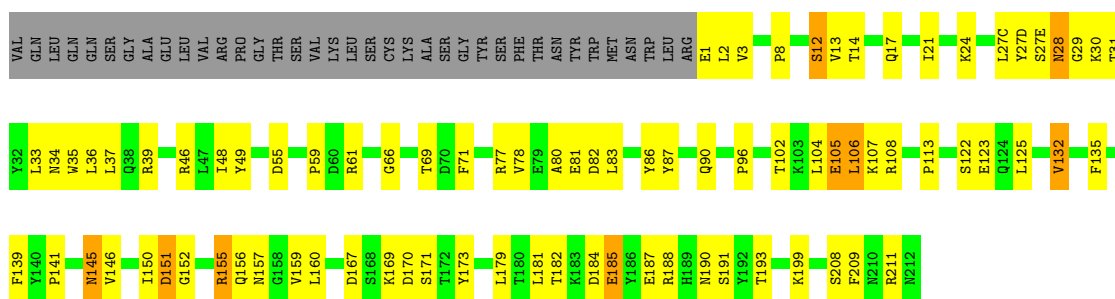 VAL GLN LEU GLN GLN SER GLY ALA GLU LEU VAL ARG PRO GLY THR SER VAL LYS LEU SER CYS LYS ALA SER GLY TYR SER PHE THR ASN TYR TRP MET ASN TRP LEU ARG E1 L2 V3 P8 S12 V13 T14 Q17 I21 K24 L27C Y27D S27E N28 G29 K30 T31
Y32 L33 N34 W35 L36 L37 Q38 R39 R46 L47 I48 Y49 D55 P59 D60 R61 G66 T69 D70 F71 R77 V78 E79 A80 E81 D82 L83 Y86 Y87 Q90 P96 T102 K103 L104 E105 L106 K107 R108 P113 S122 E123 Q124 L125 V132 F135
F139 Y140 P141 N145 V146 I150 D151 G152 R155 Q156 N157 G158 V159 L160 D167 S168 K169 D170 S171 T172 Y173 L179 T180 L181 T182 K183 D184 E185 Y186 E187 R188 H189 N190 S191 Y192 T193 K199 S208 F209 N210 R211 N212